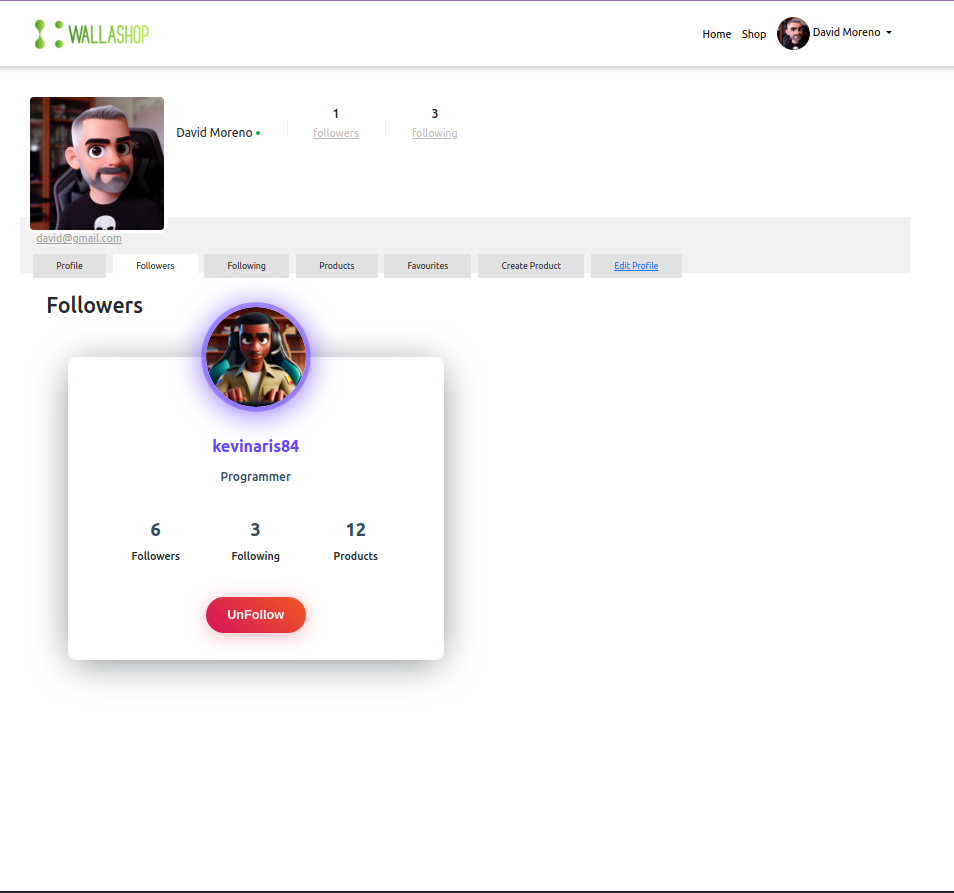 WALLASHOP
Home Shop David Moreno
David Moreno
1
followers
3
following
david@gmail.com
Profile Followers Following Products Favourites Create Product Edit Profile
Followers
kevinaris84
Programmer
6 3 12
Followers Following Products
UnFollow